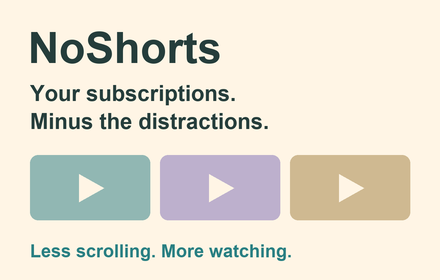 NoShorts
Your subscriptions.
Minus the distractions.
Less scrolling. More watching.